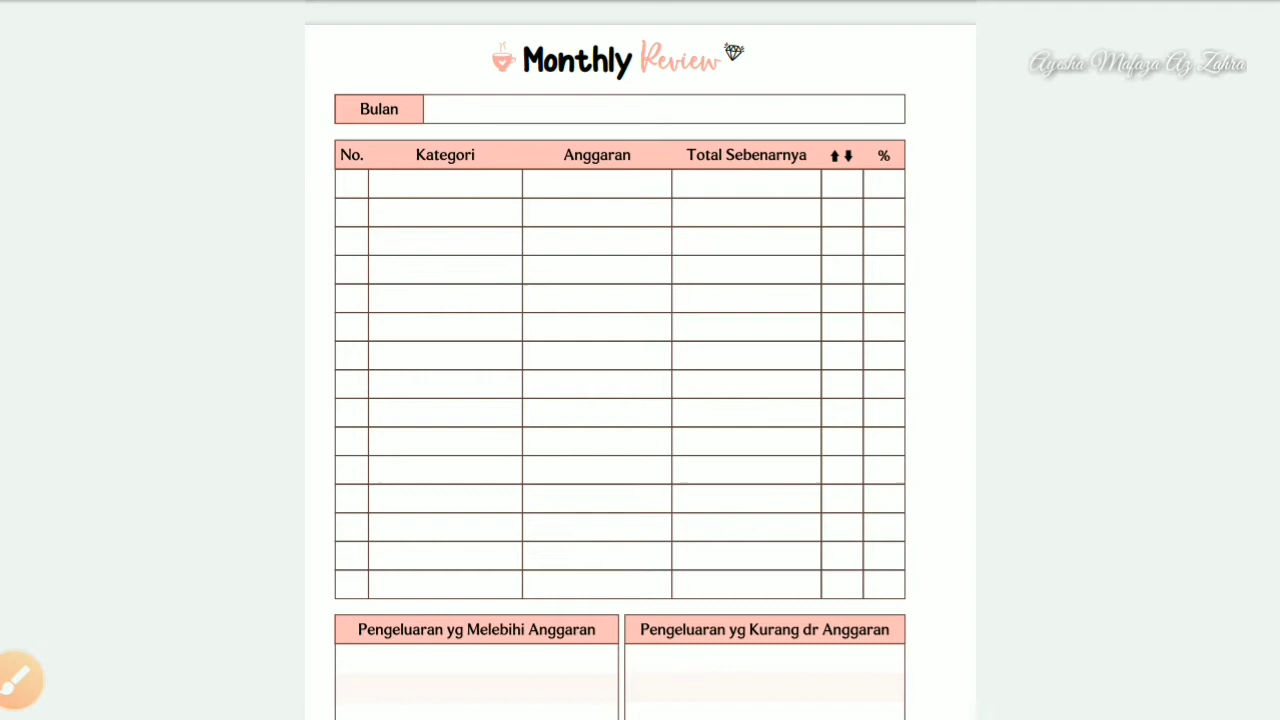 Monthly Review
Ayesha Mafaza Az Zahra
Bulan
No. Kategori Anggaran Total Sebenarnya %
Pengeluaran yg Melebihi Anggaran
Pengeluaran yg Kurang dr Anggaran